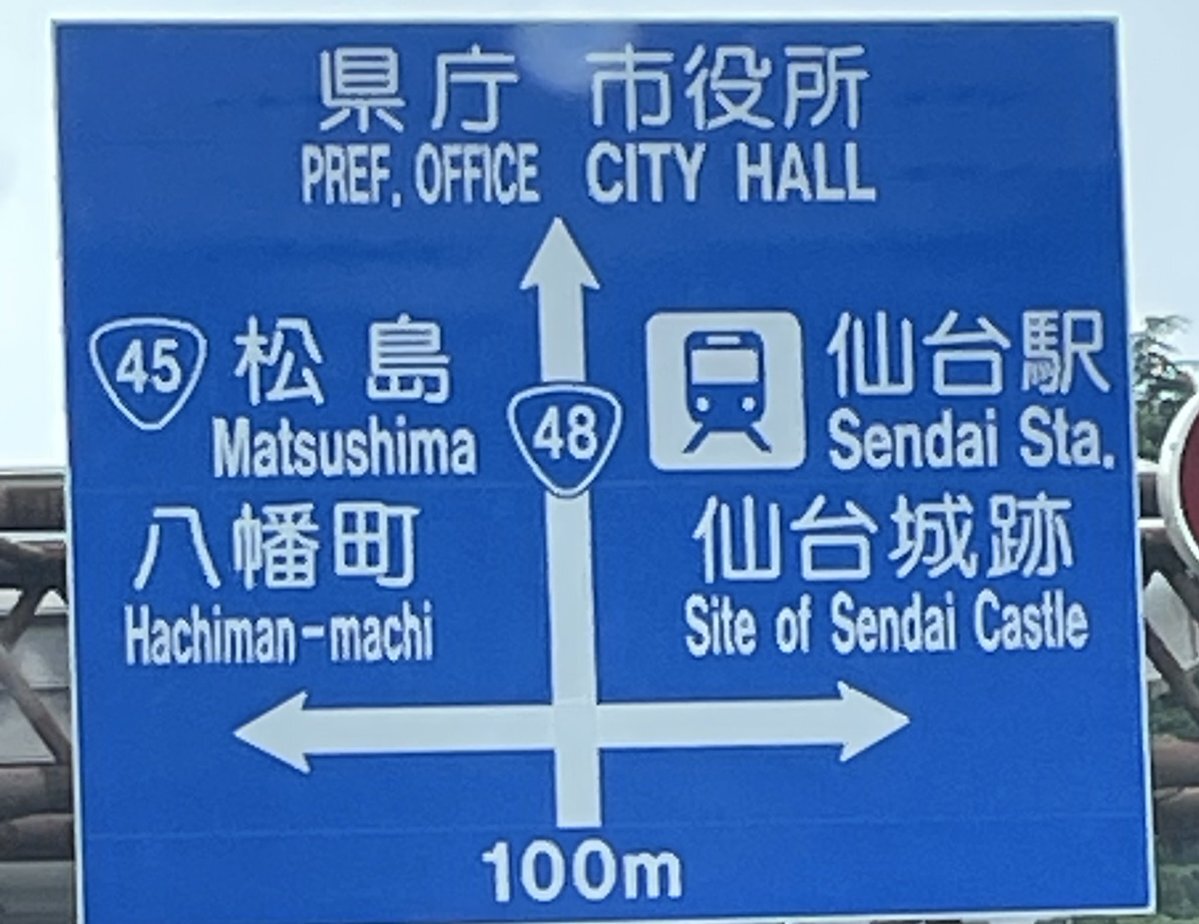 県庁 市役所
PREF. OFFICE CITY HALL
45 松島
Matsushima
48
仙台駅
Sendai Sta.
八幡町
Hachiman-machi
仙台城跡
Site of Sendai Castle
100m